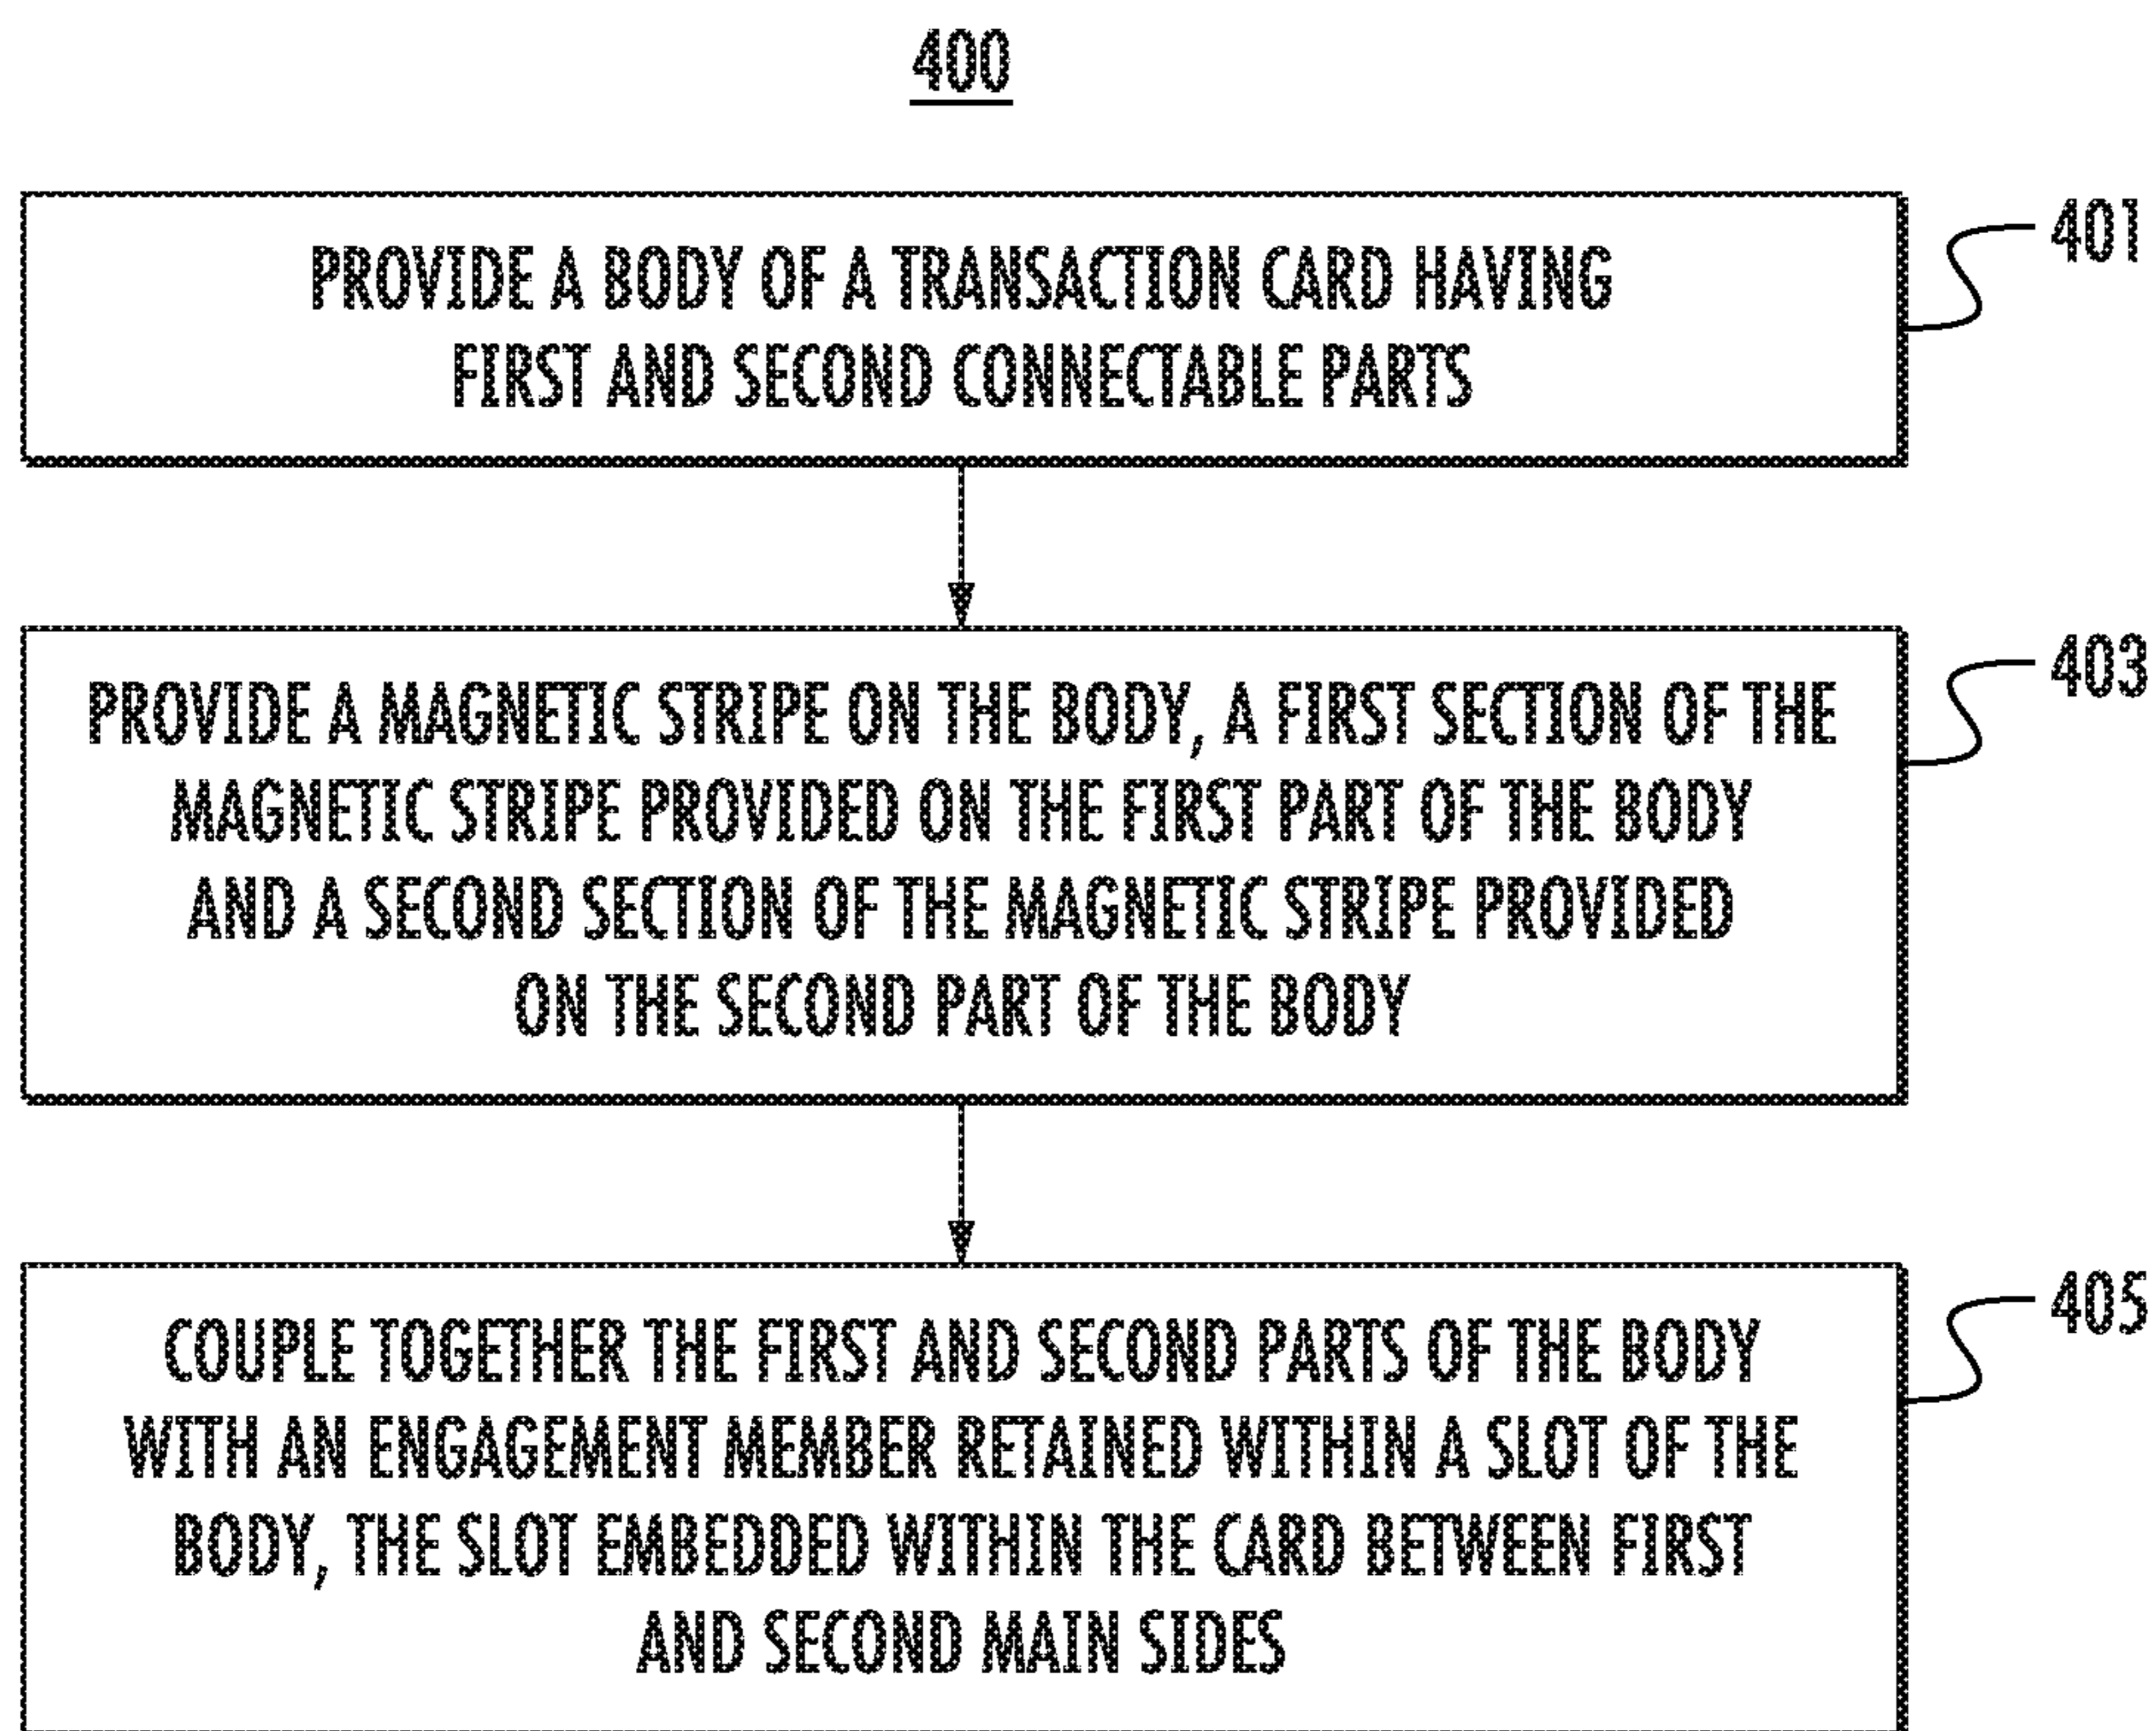 400
PROVIDE A BODY OF A TRANSACTION CARD HAVING
FIRST AND SECOND CONNECTABLE PARTS
401
PROVIDE A MAGNETIC STRIPE ON THE BODY, A FIRST SECTION OF THE
MAGNETIC STRIPE PROVIDED ON THE FIRST PART OF THE BODY
AND A SECOND SECTION OF THE MAGNETIC STRIPE PROVIDED
ON THE SECOND PART OF THE BODY
403
COUPLE TOGETHER THE FIRST AND SECOND PARTS OF THE BODY
WITH AN ENGAGEMENT MEMBER RETAINED WITHIN A SLOT OF THE
BODY, THE SLOT EMBEDDED WITHIN THE CARD BETWEEN FIRST
AND SECOND MAIN SIDES
405